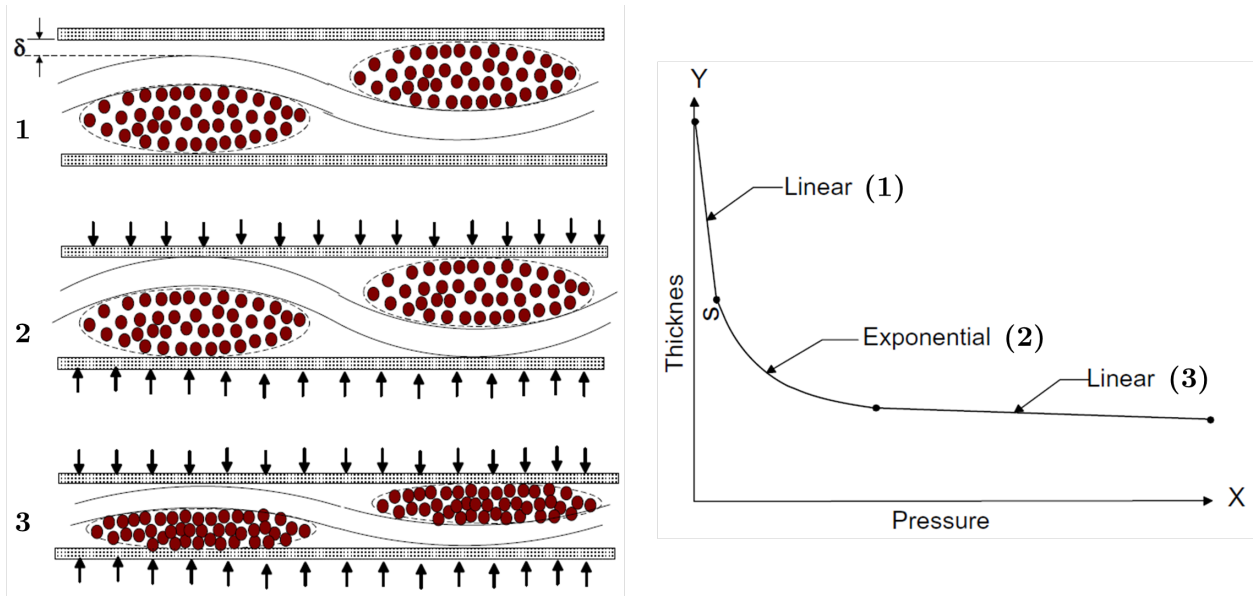 δ
1
2
3
Y
Linear (1)
S
Exponential (2)
Linear (3)
Thicknes
X
Pressure